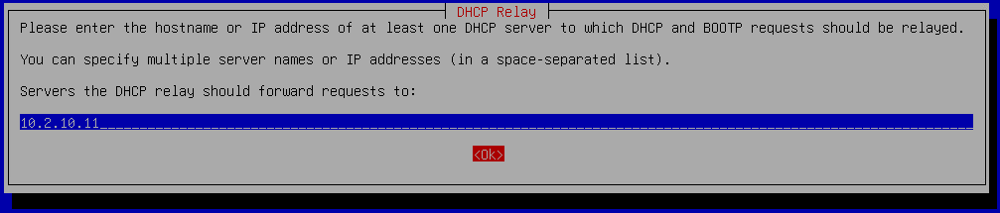 DHCP Relay
Please enter the hostname or IP address of at least one DHCP server to which DHCP and BOOTP requests should be relayed.
You can specify multiple server names or IP addresses (in a space-separated list).
Servers the DHCP relay should forward requests to:
10.2.10.11
<Ok>